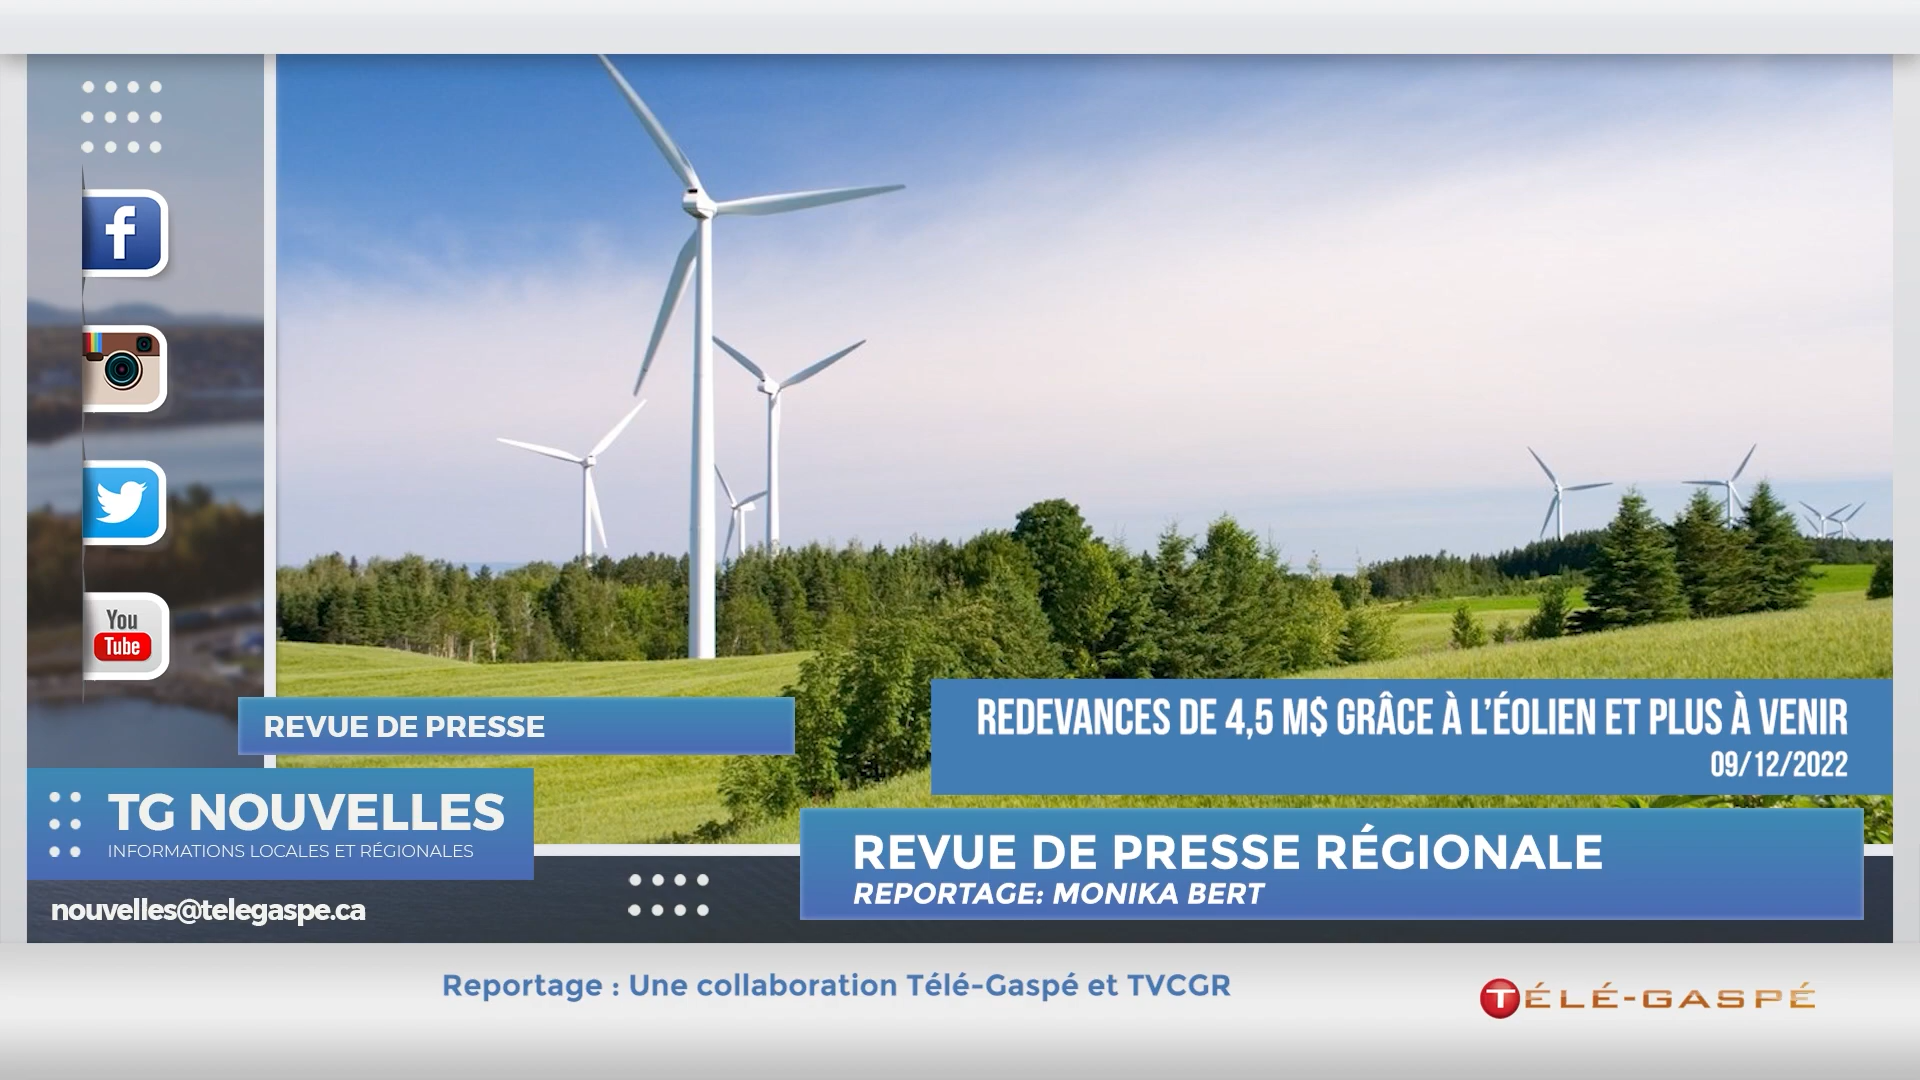 f
You
Tube
REVUE DE PRESSE
REDEVANCES DE 4,5 M$ GRÂCE À L'ÉOLIEN ET PLUS À VENIR
09/12/2022
TG NOUVELLES
INFORMATIONS LOCALES ET RÉGIONALES
nouvelles@telegaspe.ca
REVUE DE PRESSE RÉGIONALE
REPORTAGE: MONIKA BERT
Reportage : Une collaboration Télé-Gaspé et TVCGR
TÉLÉ-GASPÉ